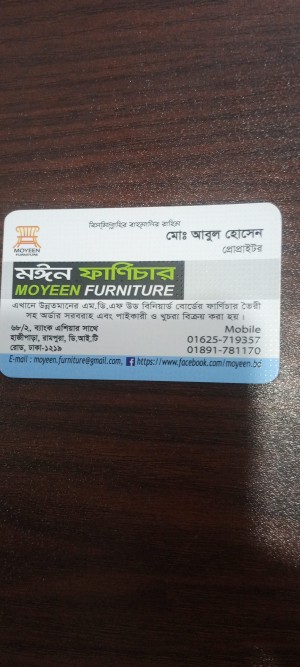 বিসমিল্লাহির রাহমানির রাহিম
মোঃ আবুল হোসেন
প্রোপ্রাইটর
MOYEEN
FURNITURE
মঈন ফার্ণিচার
MOYEEN FURNITURE
এখানে উন্নতমানের এম.ডি.এফ উড বিনিয়ার্ড বোর্ডের ফার্ণিচার তৈরী
সহ অর্ডার সরবরাহ এবং পাইকারী ও খুচরা বিক্রয় করা হয়।
৬৮/২, ব্যাংক এশিয়ার সাথে
হাজীপাড়া, রামপুরা, ডি.আই.টি
রোড, ঢাকা-১২১৯
Mobile
01625-719357
01891-781170
E-mail : moyeen.furniture@gmail.com, https://www.facebook.com/moyeen.bd